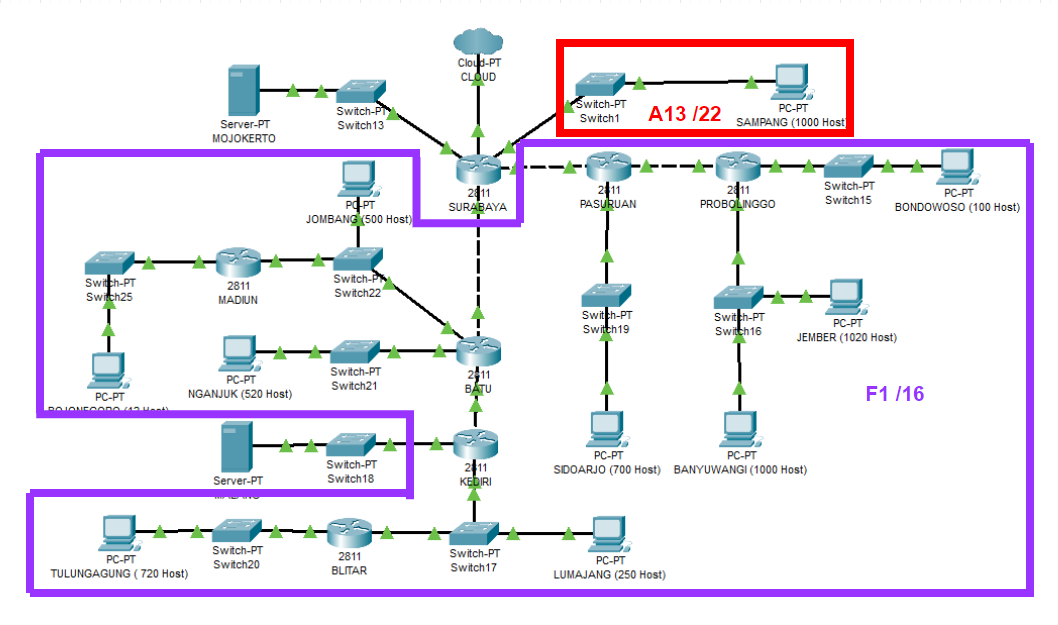 Cloud-PT
CLOUD
Server-PT
MOJOKERTO
Switch-PT
Switch13
Switch-PT
Switch1
A13 /22
PC-PT
SAMPANG (1000 Host)
2811
SURABAYA
2811
PASURUAN
2811
PROBOLINGGO
Switch-PT
Switch15
PC-PT
BONDOWOSO (100 Host)
PC-PT
JOMBANG (500 Host)
Switch-PT
Switch25
2811
MADIUN
Switch-PT
Switch22
Switch-PT
Switch19
Switch-PT
Switch16
PC-PT
JEMBER (1020 Host)
PC-PT
NGANJUK (520 Host)
Switch-PT
Switch21
2811
BATU
PC-PT
BOJONEGORO (12 Host)
F1 /16
Server-PT
MALANG
Switch-PT
Switch18
2811
KEDIRI
PC-PT
SIDOARJO (700 Host)
PC-PT
BANYUWANGI (1000 Host)
PC-PT
TULUNGAGUNG ( 720 Host)
Switch-PT
Switch20
2811
BLITAR
Switch-PT
Switch17
PC-PT
LUMAJANG (250 Host)